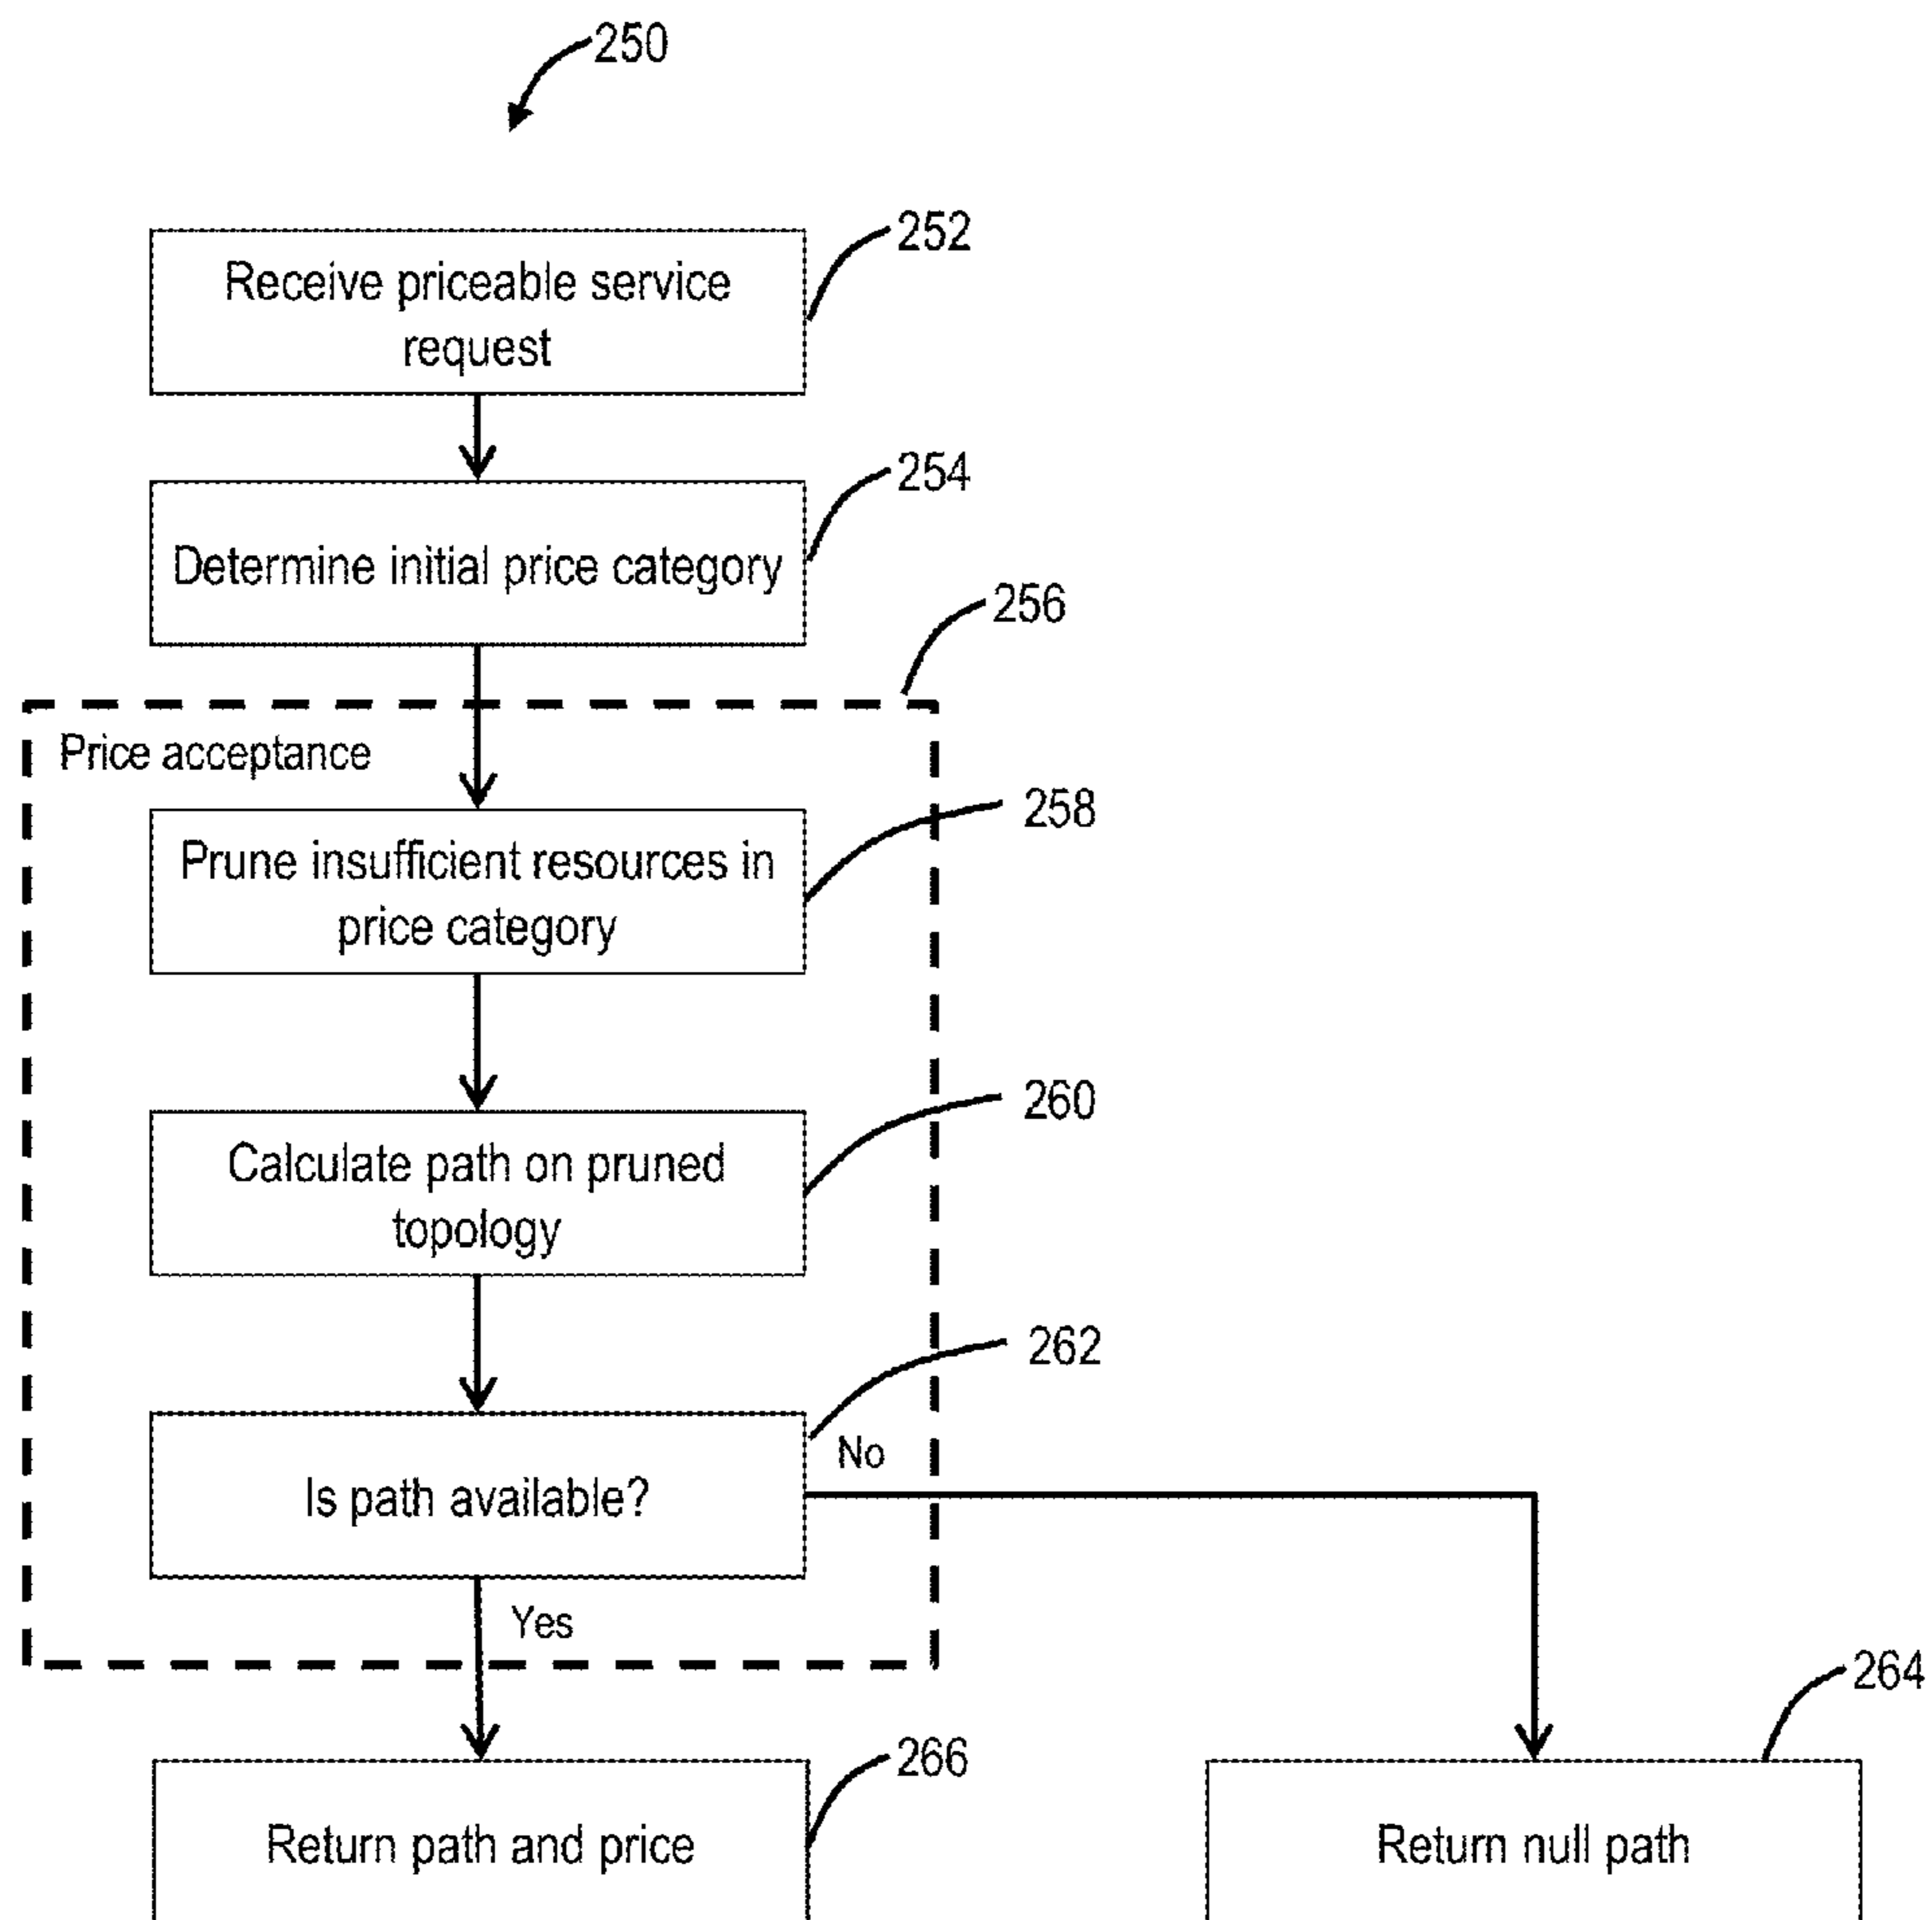 250
252
Receive priceable service
request
254
Determine initial price category
256
Price acceptance
258
Prune insufficient resources in
price category
260
Calculate path on pruned
topology
262
No
Is path available?
Yes
264
266
Return path and price
Return null path